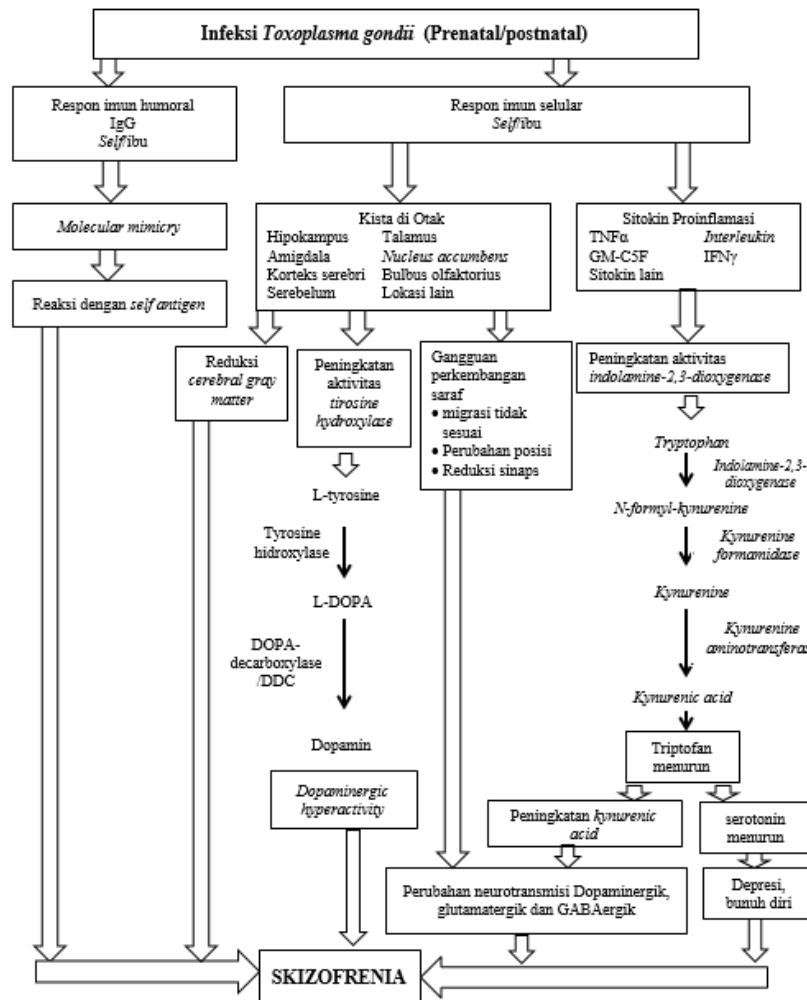 Infeksi Toxoplasma gondii (Prenatal/postnatal)
Respon imun humoral
IgG
Self/ibu
Respon imun selular
Self/ibu
Molecular mimicry
Reaksi dengan self antigen
Kista di Otak
Hipokampus Talamus
Amigdala Nucleus accumbens
Korteks serebri Bulbus olfaktorius
Serebelum Lokasi lain
Sitokin Proinflamasi
TNFα Interleukin
GM-C5F IFNγ
Sitokin lain
Reduksi
cerebral gray
matter
Peningkatan
aktivitas
tirosine
hydroxylase
Gangguan
perkembangan
saraf
• migrasi tidak
sesuai
• Perubahan posisi
• Reduksi sinaps
Peningkatan aktivitas
indolamine-2,3-dioxygenase
L-tyrosine
Tyrosine
hidroxylase
L-DOPA
DOPA-
decarboxylase
/DDC
Dopamin
Dopaminergic
hyperactivity
Tryptophan
Indolamine-2,3-
dioxygenase
N-formyl-kynurenine
Kynurenine
formamidase
Kynurenine
Kynurenine
aminotransferas
Kynurenic acid
Triptofan
menurun
Peningkatan kynurenic
acid
serotonin
menurun
Perubahan neurotransmisi Dopaminergik,
glutamatergik dan GABAergik
Depresi,
bunuh diri
SKIZOFRENIA